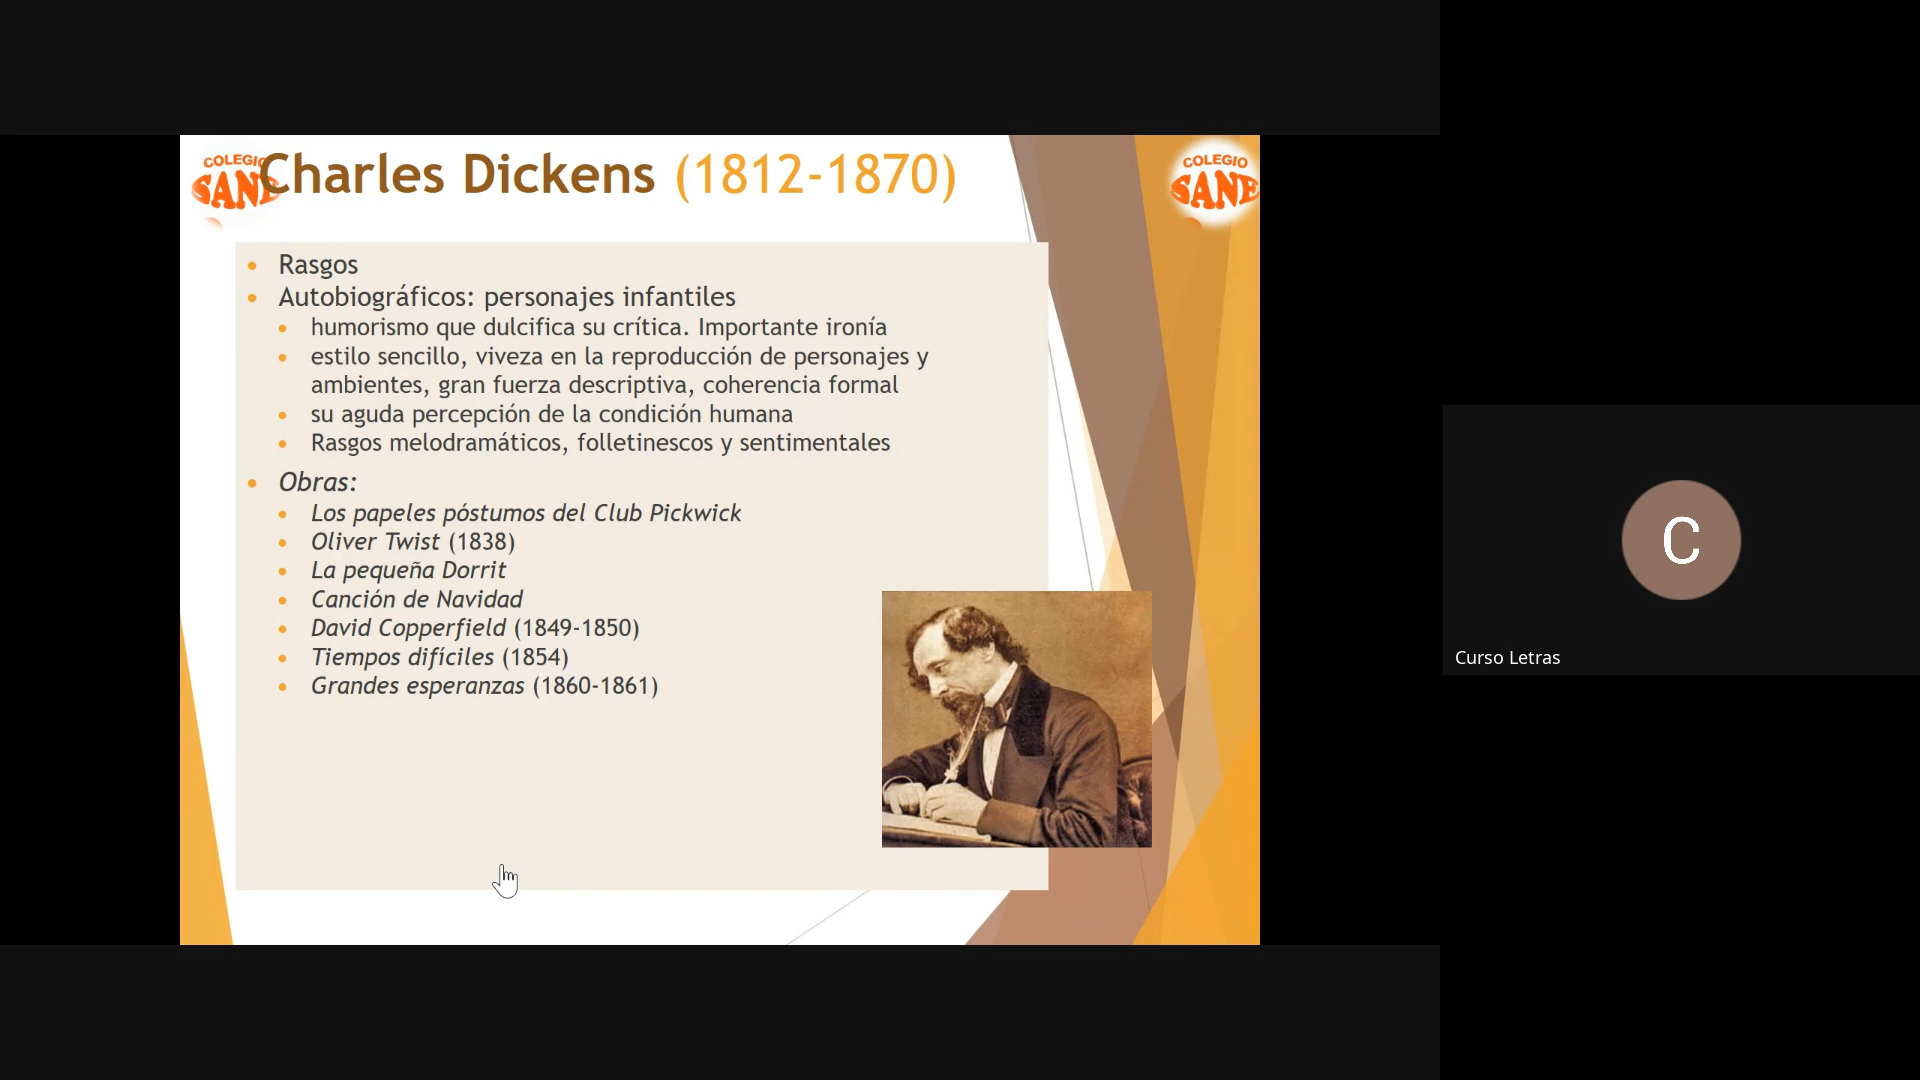 COLEGIO
SANE
Charles Dickens (1812-1870)
COLEGIO
SANE
Rasgos
Autobiográficos: personajes infantiles
humorismo que dulcifica su crítica. Importante ironía
estilo sencillo, viveza en la reproducción de personajes y
ambientes, gran fuerza descriptiva, coherencia formal
su aguda percepción de la condición humana
Rasgos melodramáticos, folletinescos y sentimentales
Obras:
Los papeles póstumos del Club Pickwick
Oliver Twist (1838)
La pequeña Dorrit
Canción de Navidad
David Copperfield (1849-1850)
Tiempos difíciles (1854)
Grandes esperanzas (1860-1861)
C
Curso Letras